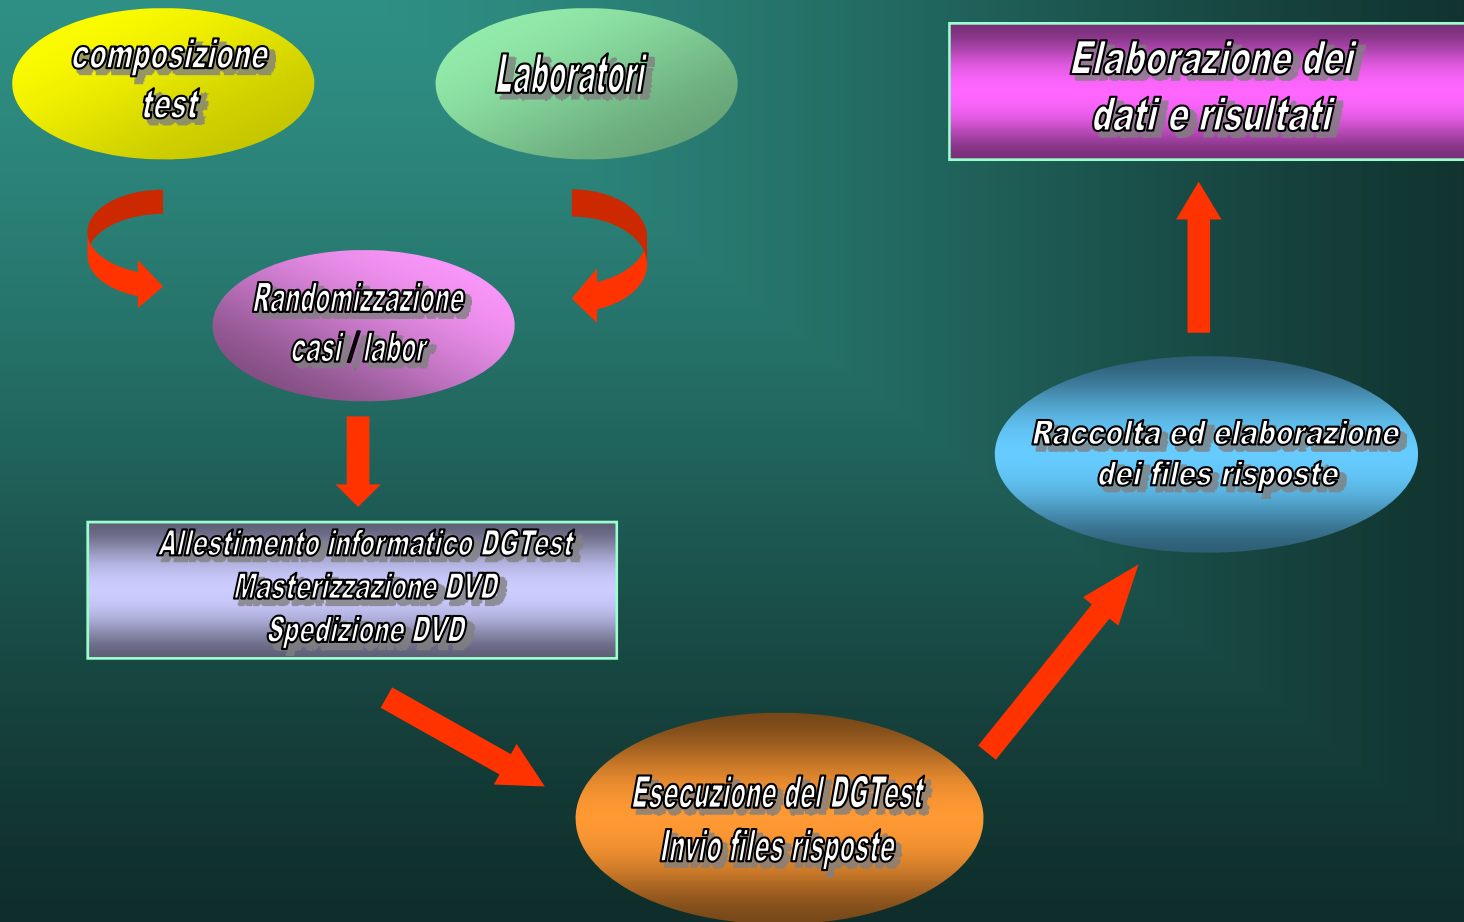 composizione
test
Laboratori
Randomizzazione
casi / labor
Allestimento informatico DGTest
Masterizzazione DVD
Spedizione DVD
Esecuzione del DGTest
Invio files risposte
Raccolta ed elaborazione
dei files risposte
Elaborazione dei
dati e risultati